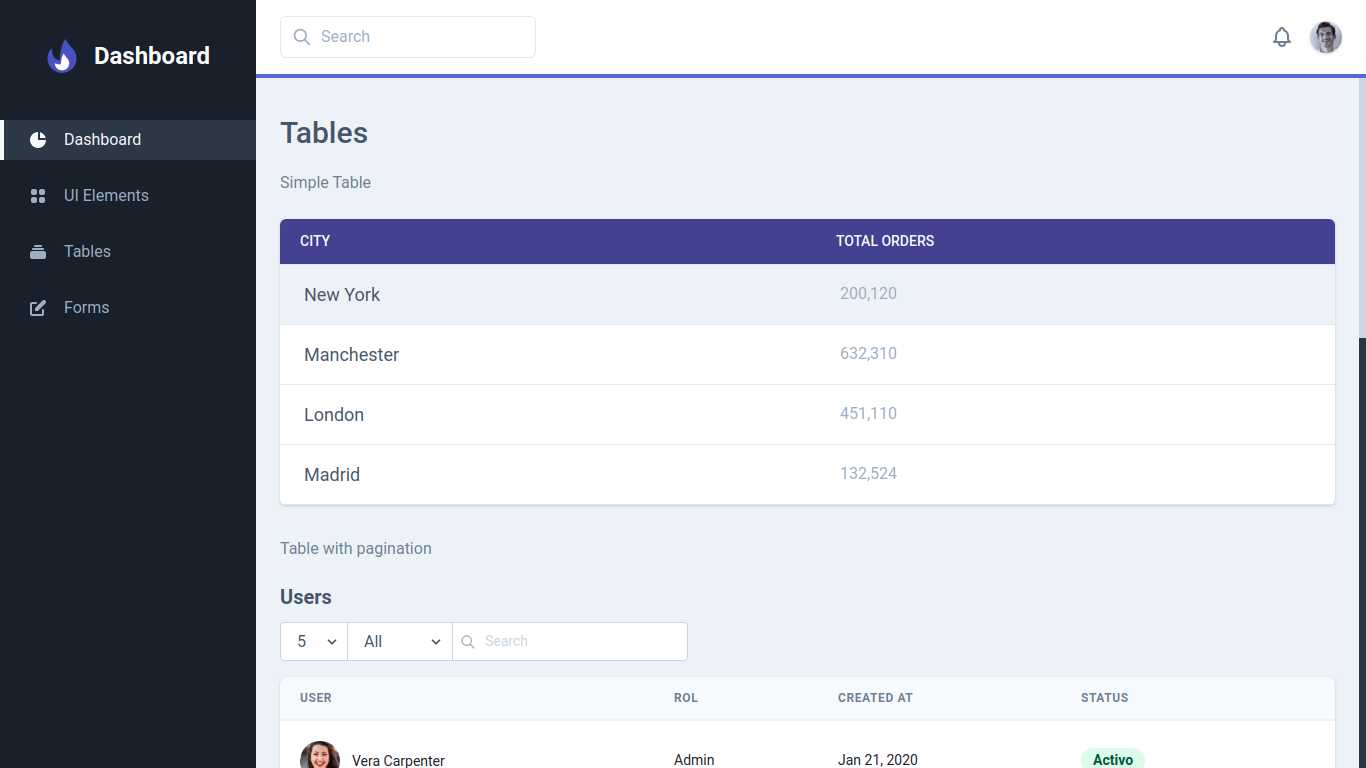 Dashboard
Search
Dashboard
UI Elements
Tables
Forms
Tables
Simple Table
CITY TOTAL ORDERS
New York 200,120
Manchester 632,310
London 451,110
Madrid 132,524
Table with pagination
Users
5 All Search
USER ROL CREATED AT STATUS
Vera Carpenter Admin Jan 21, 2020 Activo